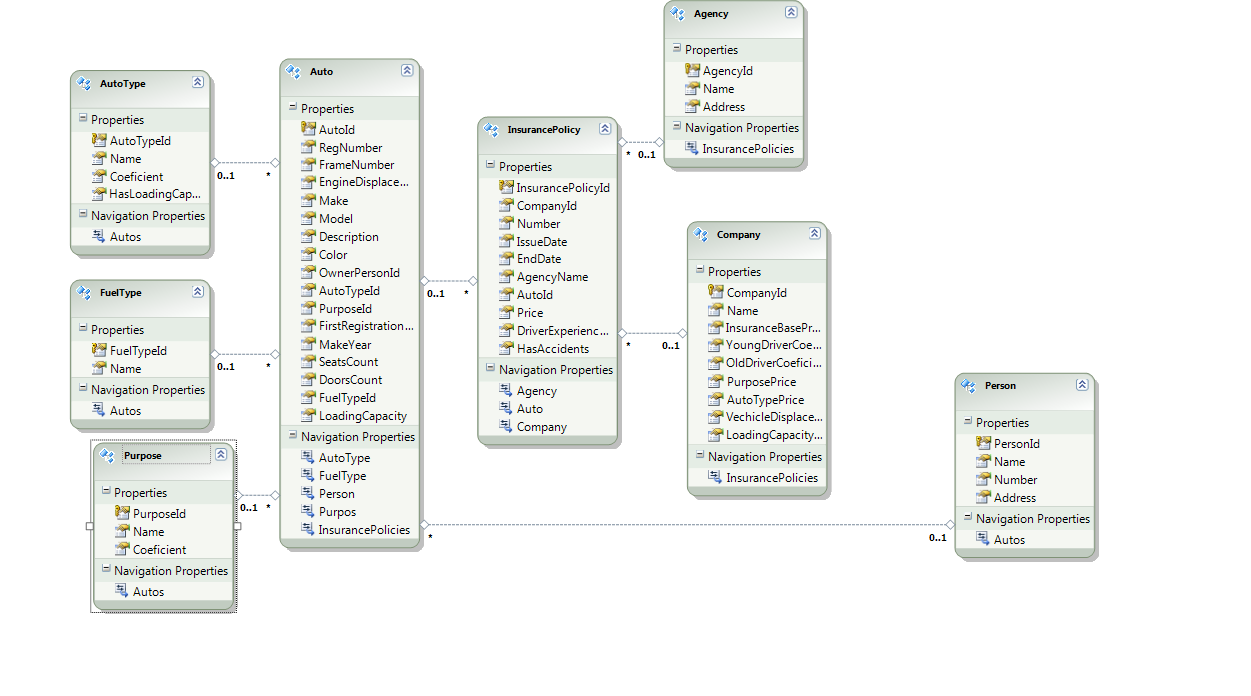 AutoType
Properties
AutoTypeId
Name
Coeficient
HasLoadingCap...
Navigation Properties
Autos
0..1
*
FuelType
Properties
FuelTypeId
Name
Navigation Properties
Autos
0..1
*
Purpose
Properties
PurposeId
Name
Coeficient
Navigation Properties
Autos
0..1
*
Auto
Properties
AutoId
RegNumber
FrameNumber
EngineDisplace...
Make
Model
Description
Color
OwnerPersonId
AutoTypeId
PurposeId
FirstRegistration...
MakeYear
SeatsCount
DoorsCount
FuelTypeId
LoadingCapacity
Navigation Properties
AutoType
FuelType
Person
Purpos
InsurancePolicies
0..1
*
*
0..1
InsurancePolicy
Properties
InsurancePolicyId
CompanyId
Number
IssueDate
EndDate
AgencyName
AutoId
Price
DriverExperienc...
HasAccidents
Navigation Properties
Agency
Auto
Company
*
0..1
*
0..1
Agency
Properties
AgencyId
Name
Address
Navigation Properties
InsurancePolicies
Company
Properties
CompanyId
Name
InsuranceBasePr...
YoungDriverCoe...
OldDriverCoefici...
PurposePrice
AutoTypePrice
VechicleDisplace...
LoadingCapacity...
Navigation Properties
InsurancePolicies
Person
Properties
PersonId
Name
Number
Address
Navigation Properties
Autos